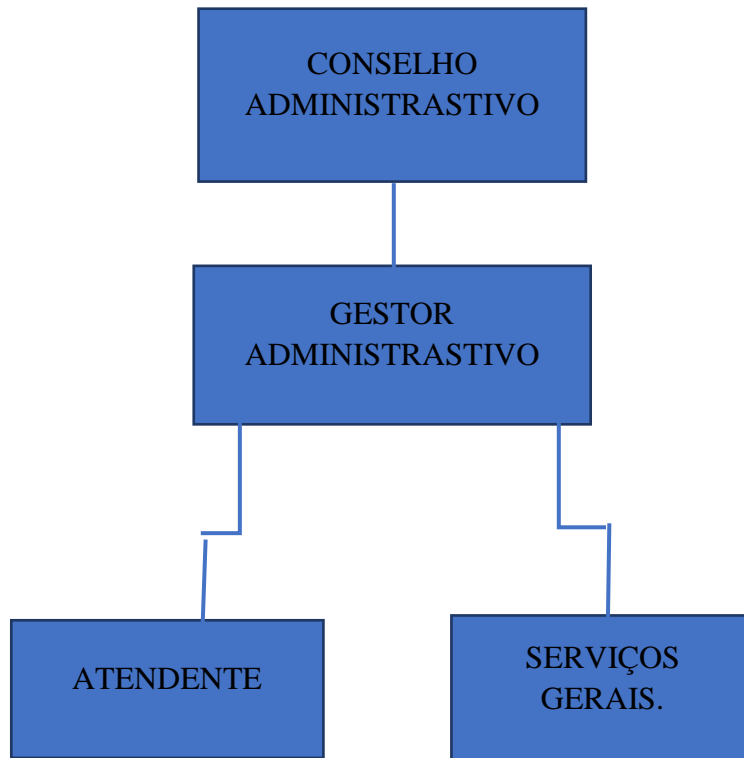 CONSELHO
ADMINISTRASTIVO
GESTOR
ADMINISTRASTIVO
ATENDENTE
SERVIÇOS
GERAIS.